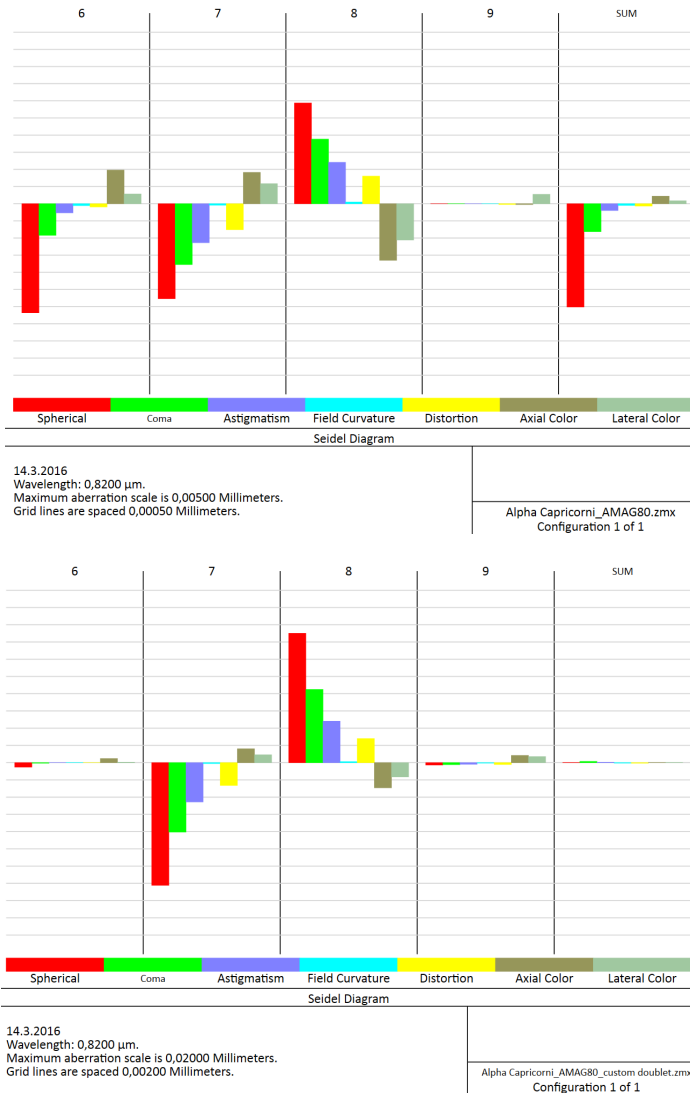 6 7 8 9 SUM
Spherical Coma Astigmatism Field Curvature Distortion Axial Color Lateral Color
Seidel Diagram
14.3.2016
Wavelength: 0,8200 µm.
Maximum aberration scale is 0,00500 Millimeters.
Grid lines are spaced 0,00050 Millimeters.
Alpha Capricorni_AMAG80.zmx
Configuration 1 of 1
6 7 8 9 SUM
Spherical Coma Astigmatism Field Curvature Distortion Axial Color Lateral Color
Seidel Diagram
14.3.2016
Wavelength: 0,8200 µm.
Maximum aberration scale is 0,02000 Millimeters.
Grid lines are spaced 0,00200 Millimeters.
Alpha Capricorni_AMAG80_custom doublet.zmx
Configuration 1 of 1